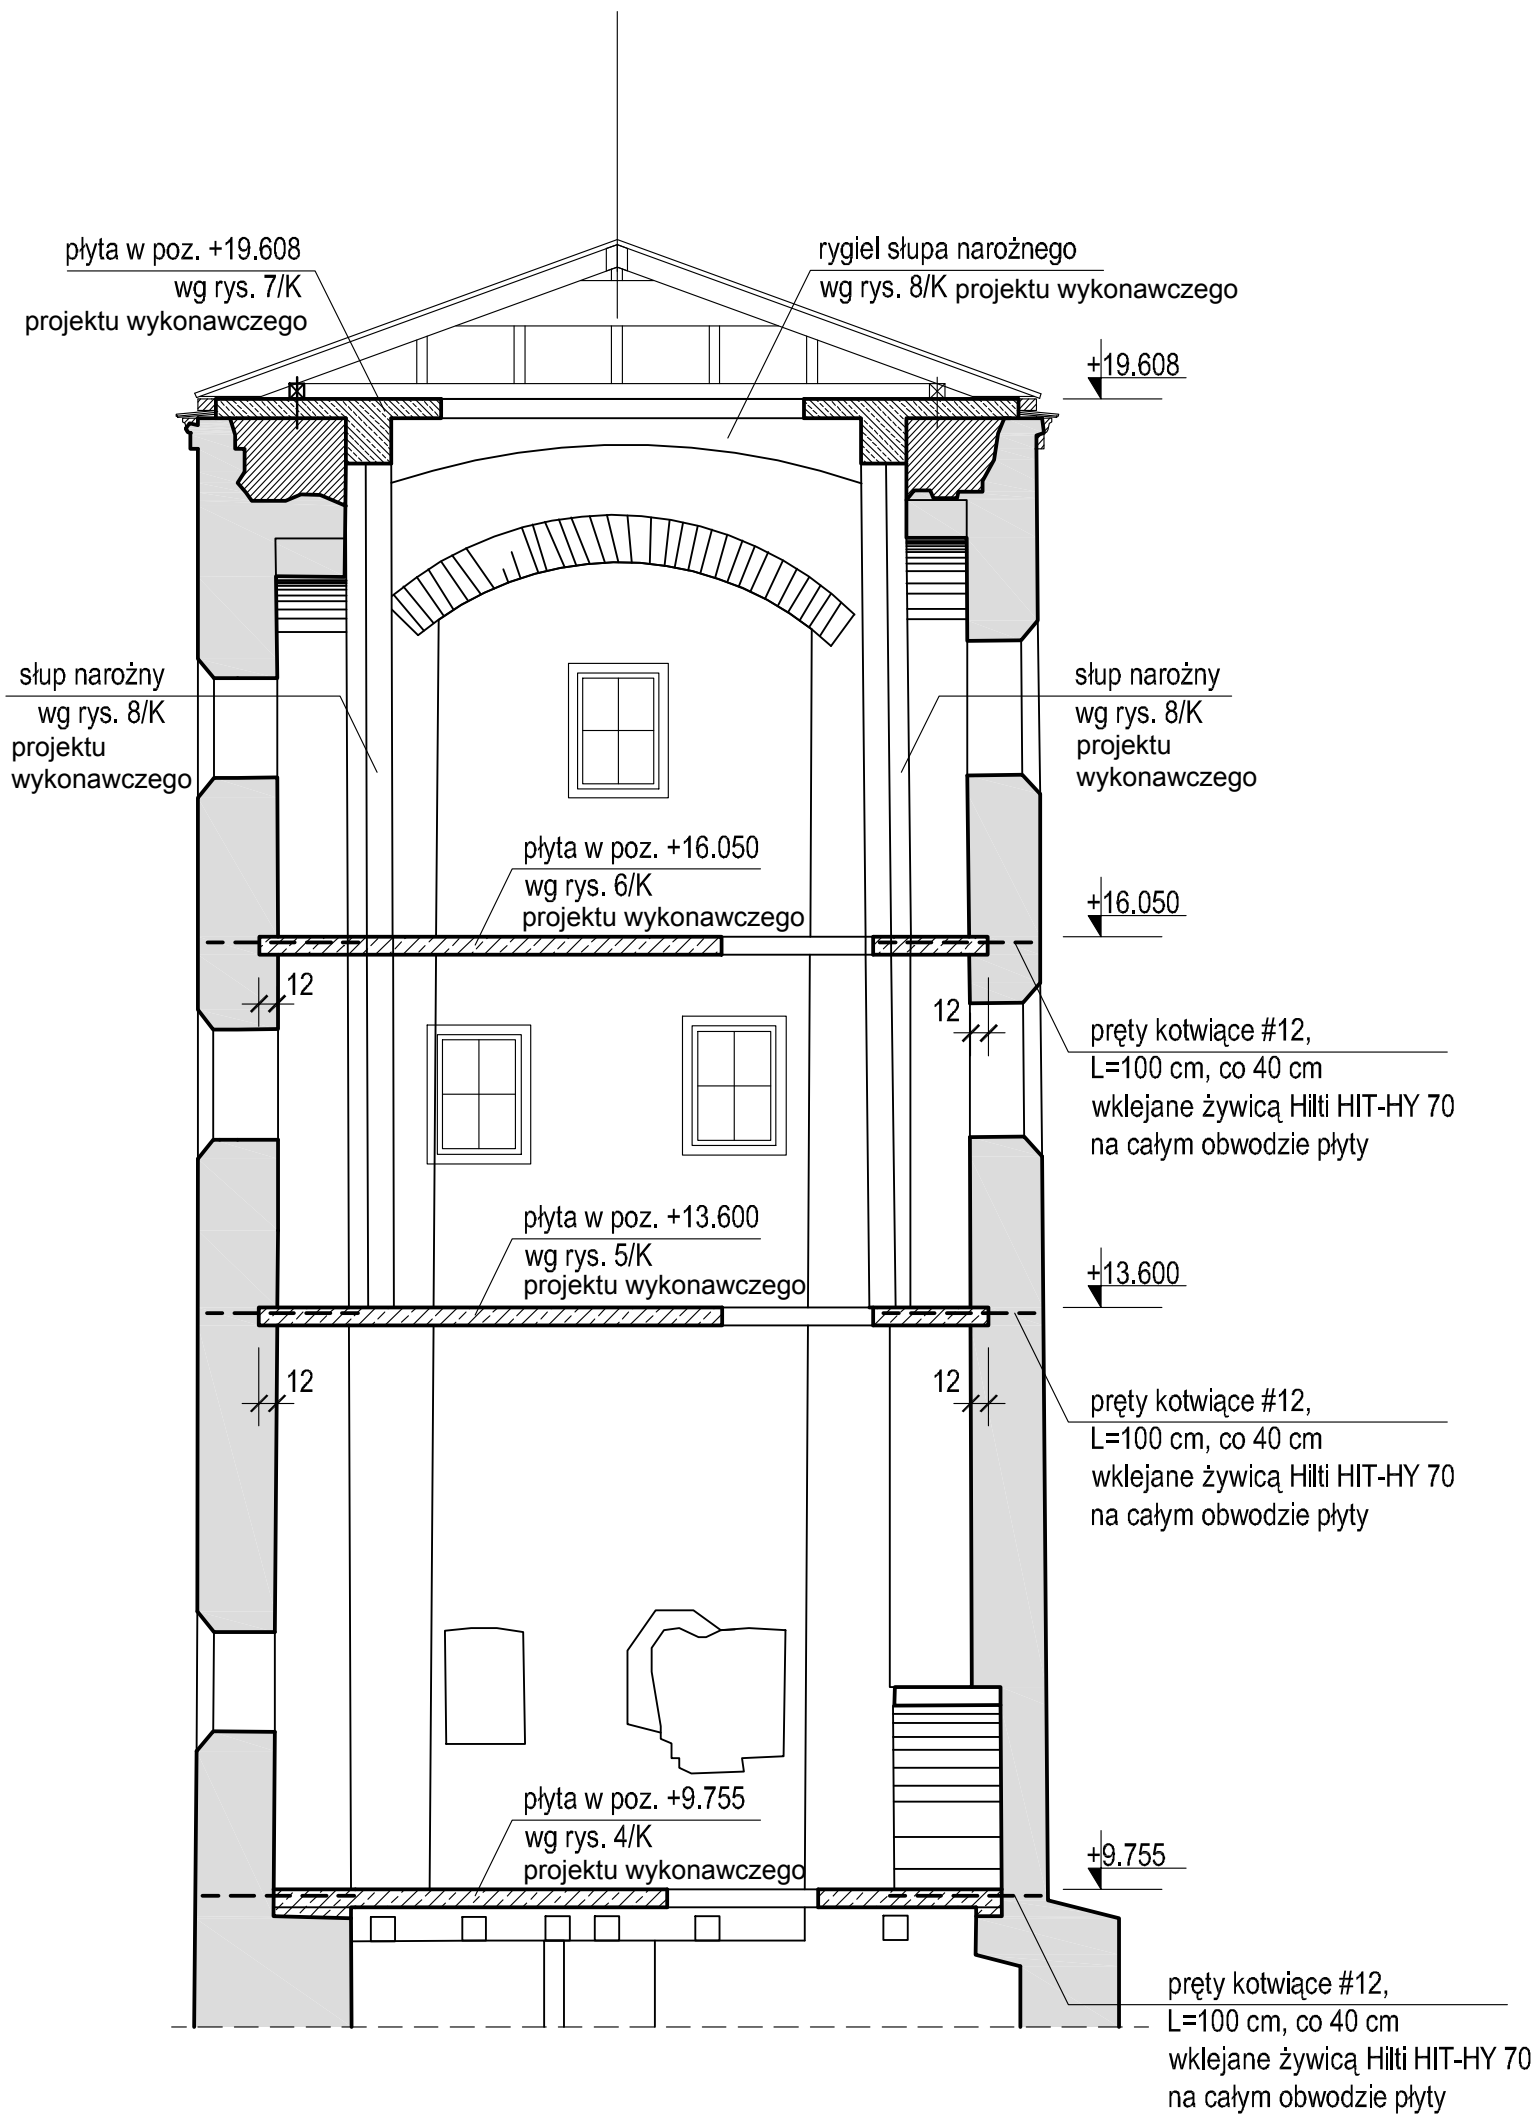 płyta w poz. +19.608
wg rys. 7/K
projektu wykonawczego
rygiel słupa narożnego
wg rys. 8/K projektu wykonawczego
+19.608
słup narożny
wg rys. 8/K
projektu
wykonawczego
słup narożny
wg rys. 8/K
projektu
wykonawczego
płyta w poz. +16.050
wg rys. 6/K
projektu wykonawczego
+16.050
12
12
pręty kotwiące #12,
L=100 cm, co 40 cm
wklejane żywicą Hilti HIT-HY 70
na całym obwodzie płyty
płyta w poz. +13.600
wg rys. 5/K
projektu wykonawczego
+13.600
12
12
pręty kotwiące #12,
L=100 cm, co 40 cm
wklejane żywicą Hilti HIT-HY 70
na całym obwodzie płyty
płyta w poz. +9.755
wg rys. 4/K
projektu wykonawczego
+9.755
pręty kotwiące #12,
L=100 cm, co 40 cm
wklejane żywicą Hilti HIT-HY 70
na całym obwodzie płyty